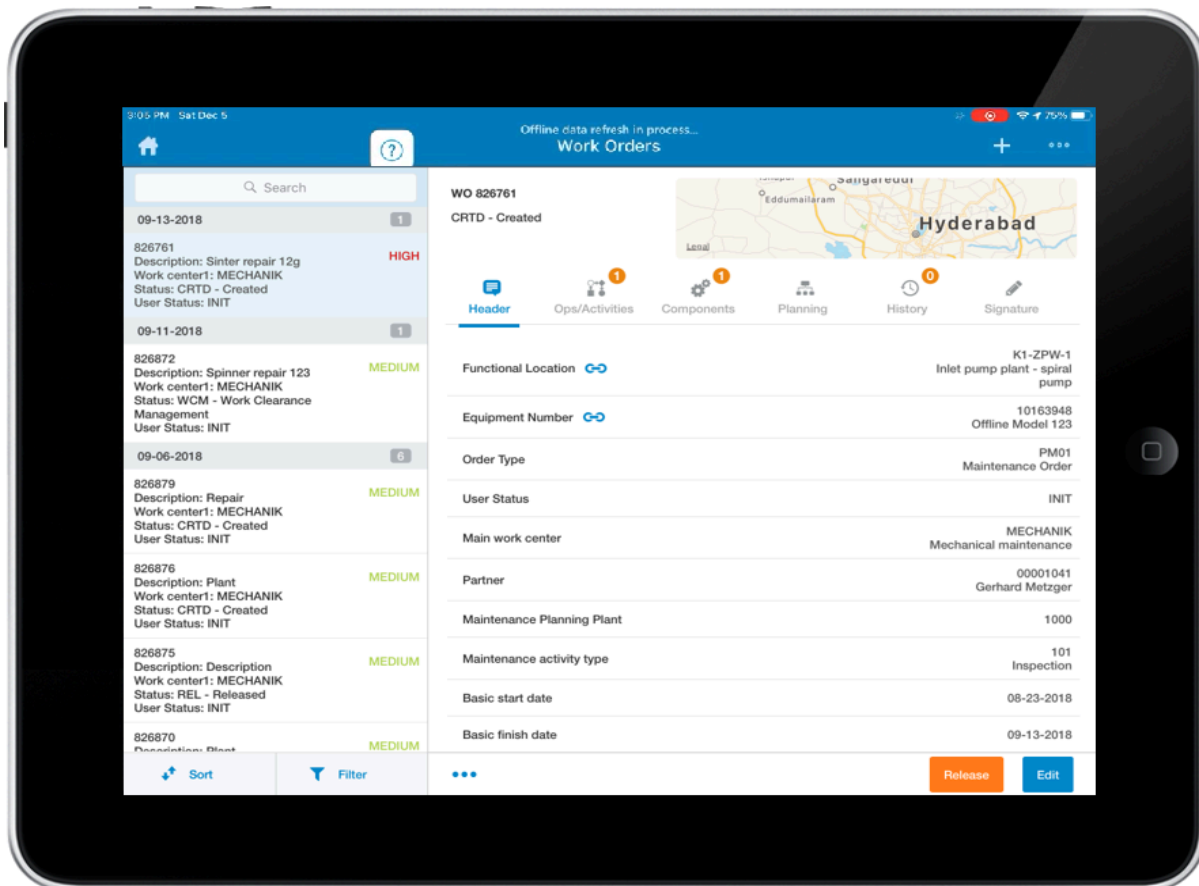 3:05 PM Sat Dec 5
75%
Offline data refresh in process...
Work Orders
?
Search
09-13-2018 1
826761
HIGH
Description: Sinter repair 12g
Work center1: MECHANIK
Status: CRTD - Created
User Status: INIT
09-11-2018 1
826872
MEDIUM
Description: Spinner repair 123
Work center1: MECHANIK
Status: WCM - Work Clearance
Management
User Status: INIT
09-06-2018 6
826879
MEDIUM
Description: Repair
Work center1: MECHANIK
Status: CRTD - Created
User Status: INIT
826876
MEDIUM
Description: Plant
Work center1: MECHANIK
Status: CRTD - Created
User Status: INIT
826875
MEDIUM
Description: Description
Work center1: MECHANIK
Status: REL - Released
User Status: INIT
826870
MEDIUM
Description: Plant
Sort Filter
WO 826761
CRTD - Created
Sangareddi
Eddumailaram
Hyderabad
Legal
1 1 0
Header Ops/Activities Components Planning History Signature
Functional Location
K1-ZPW-1
Inlet pump plant - spiral
pump
Equipment Number
10163948
Offline Model 123
Order Type
PM01
Maintenance Order
User Status INIT
Main work center
MECHANIK
Mechanical maintenance
Partner
00001041
Gerhard Metzger
Maintenance Planning Plant 1000
Maintenance activity type
101
Inspection
Basic start date 08-23-2018
Basic finish date 09-13-2018
Release Edit